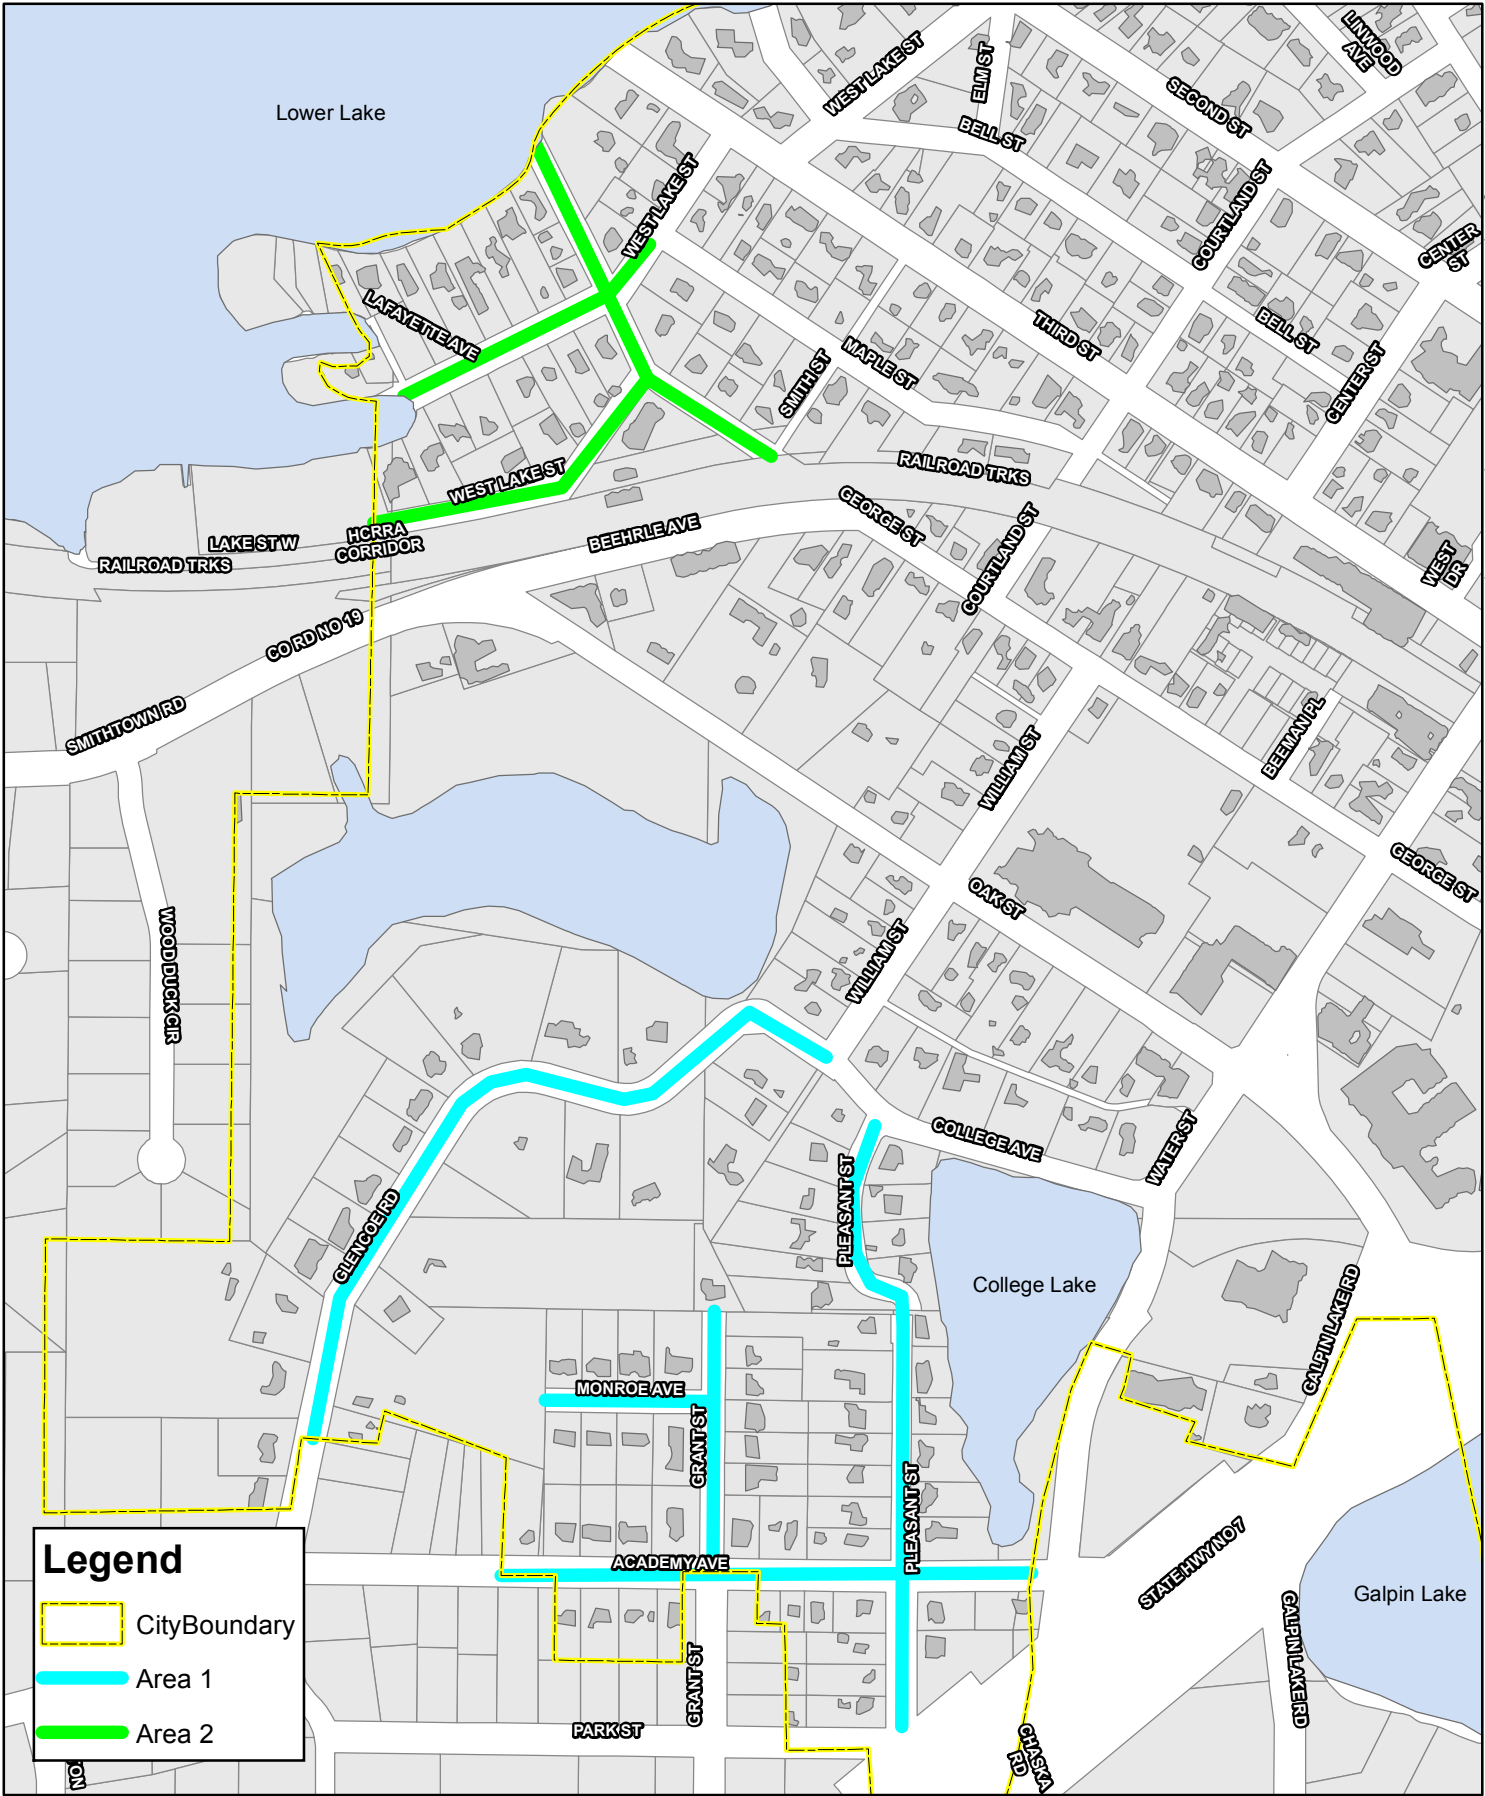 LINWOOD
AVE
WEST LAKE ST
ELM ST
SECOND ST
Lower Lake
BELL ST
WEST LAKE ST
COURTLAND ST
CENTER
ST
LAFAYETTE AVE
THIRD ST
BELL ST
MAPLE ST
SMITH ST
CENTER ST
WEST LAKE ST
RAILROAD TRKS
GEORGE ST
HCRRA
CORRIDOR
LAKE ST W
BEEHRLE AVE
RAILROAD TRKS
COURTLAND ST
WEST
DR
CO RD NO 19
SMITHTOWN RD
WILLIAM ST
BEEMAN PL
GEORGE ST
OAK ST
WOOD DUCK CIR
WILLIAM ST
COLLEGE AVE
WATER ST
PLEASANT ST
GLENCOE RD
College Lake
GALPIN LAKE RD
MONROE AVE
GRANT ST
PLEASANT ST
ACADEMY AVE
STATE HWY NO 7
Galpin Lake
GALPIN LAKE RD
GRANT ST
PARK ST
CHASKA
RD
Legend
CityBoundary
Area 1
Area 2